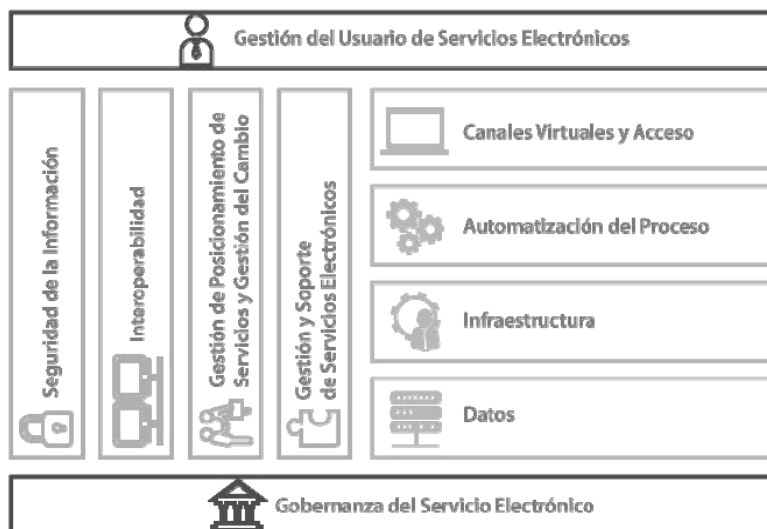 Gestión del Usuario de Servicios Electrónicos
Seguridad de la Información
Interoperabilidad
Gestión de Posicionamiento de
Servicios y Gestión del Cambio
Gestión y Soporte
de Servicios Electrónicos
Canales Virtuales y Acceso
Automatización del Proceso
Infraestructura
Datos
Gobernanza del Servicio Electrónico